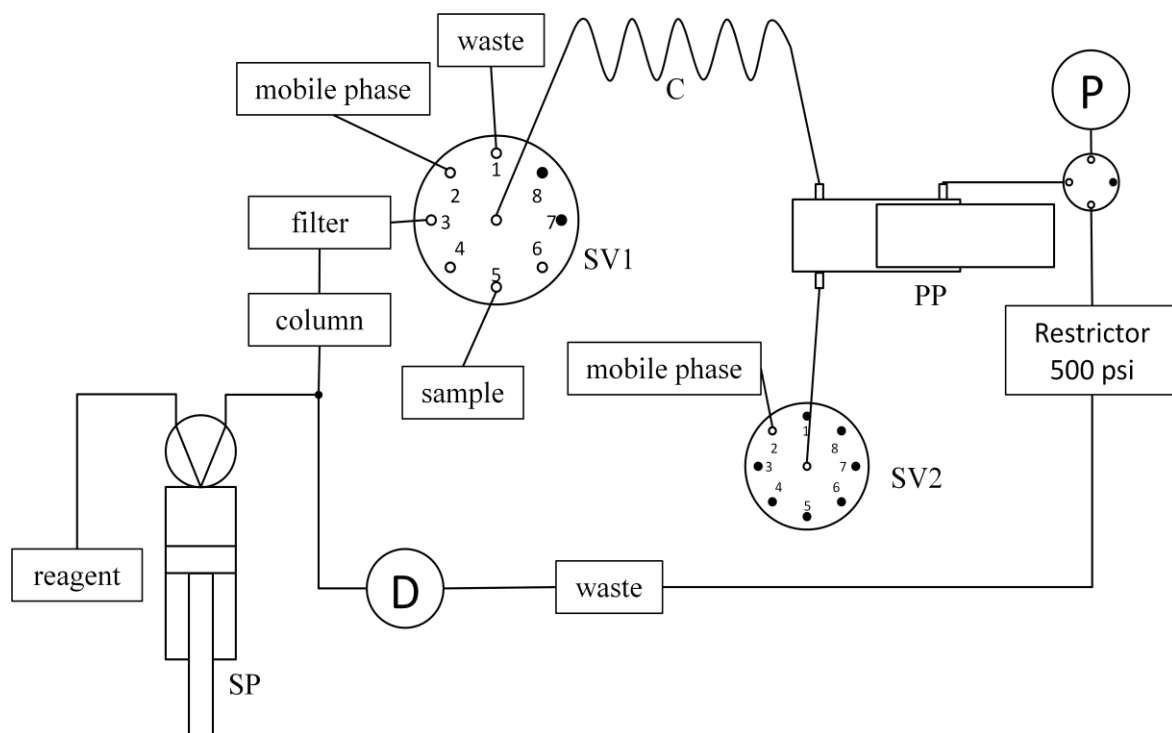 waste
mobile phase
C
P
1
2
8
filter
3
7
4
6
5
SV1
PP
column
sample
Restrictor
500 psi
mobile phase
1
2
8
3
7
4
6
5
SV2
reagent
D
waste
SP